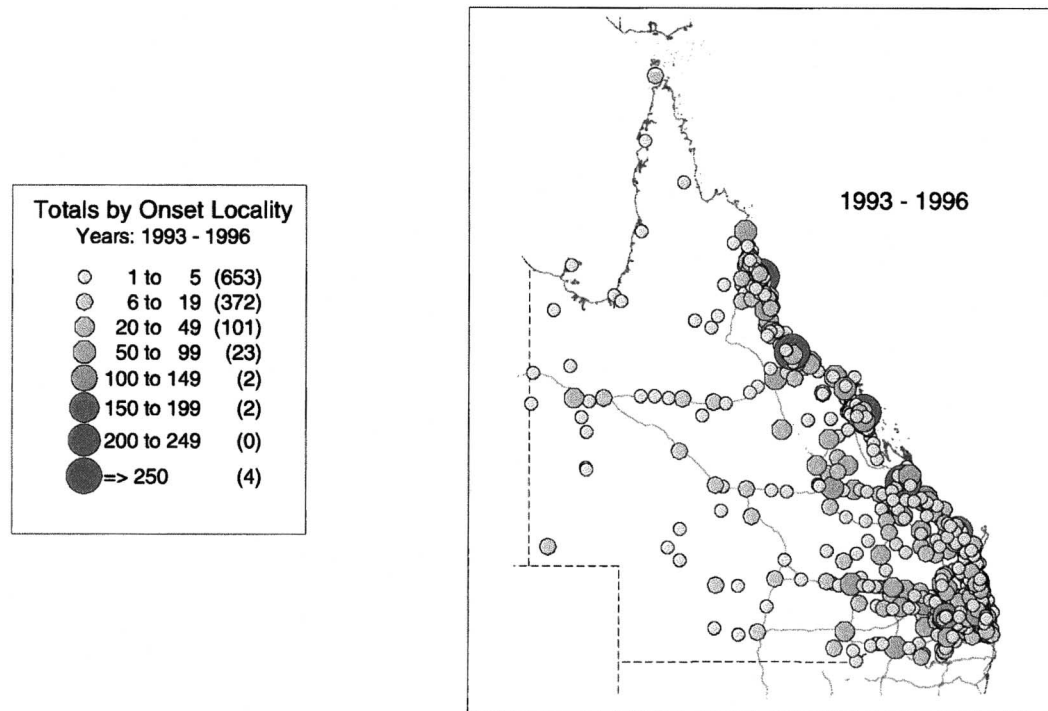 Totals by Onset Locality
Years: 1993 - 1996
1 to 5 (653)
6 to 19 (372)
20 to 49 (101)
50 to 99 (23)
100 to 149 (2)
150 to 199 (2)
200 to 249 (0)
=> 250 (4)
1993 - 1996